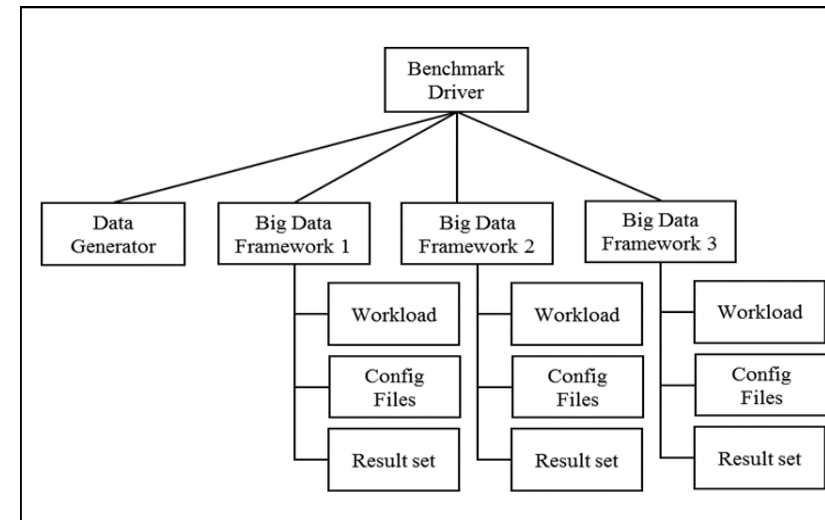 Benchmark
Driver
Data
Generator
Big Data
Framework 1
Big Data
Framework 2
Big Data
Framework 3
Workload
Config
Files
Result set
Workload
Config
Files
Result set
Workload
Config
Files
Result set